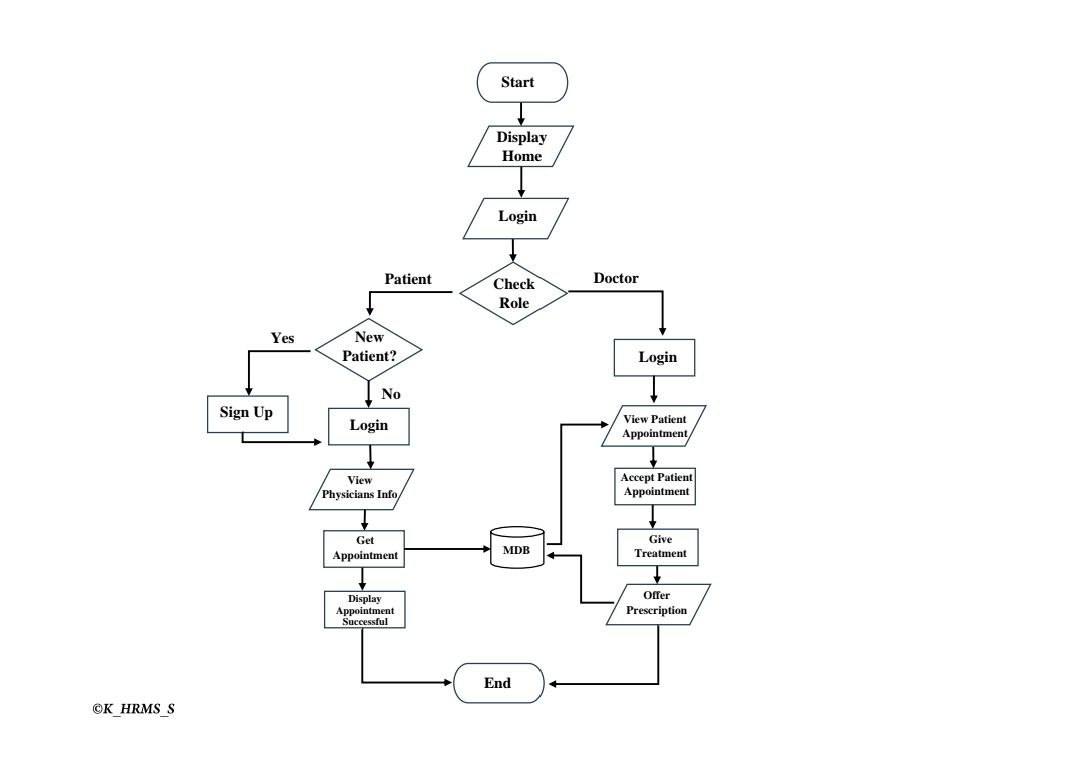 Start
Display
Home
Login
Check
Role
Patient
Doctor
New
Patient?
Yes
No
Sign Up
Login
View
Physicians Info
Get
Appointment
Display
Appointment
Successful
MDB
Login
View Patient
Appointment
Accept Patient
Appointment
Give
Treatment
Offer
Prescription
End
©K_HRMS_S